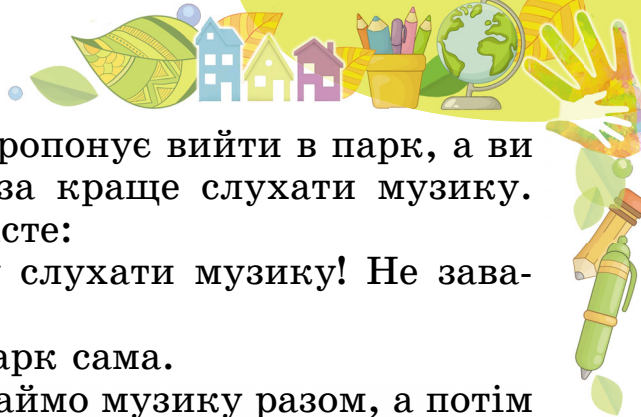 ропонує вийти в парк, а ви
за краще слухати музику.
сте:
слухати музику! Не зава-
арк сама.
аймо музику разом, а потім